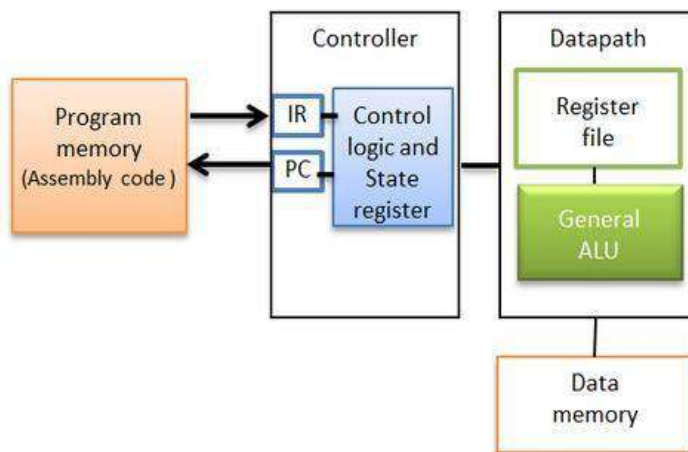 Controller
Datapath
Program
memory
(Assembly code )
IR
PC
Control
logic and
State
register
Register
file
General
ALU
Data
memory